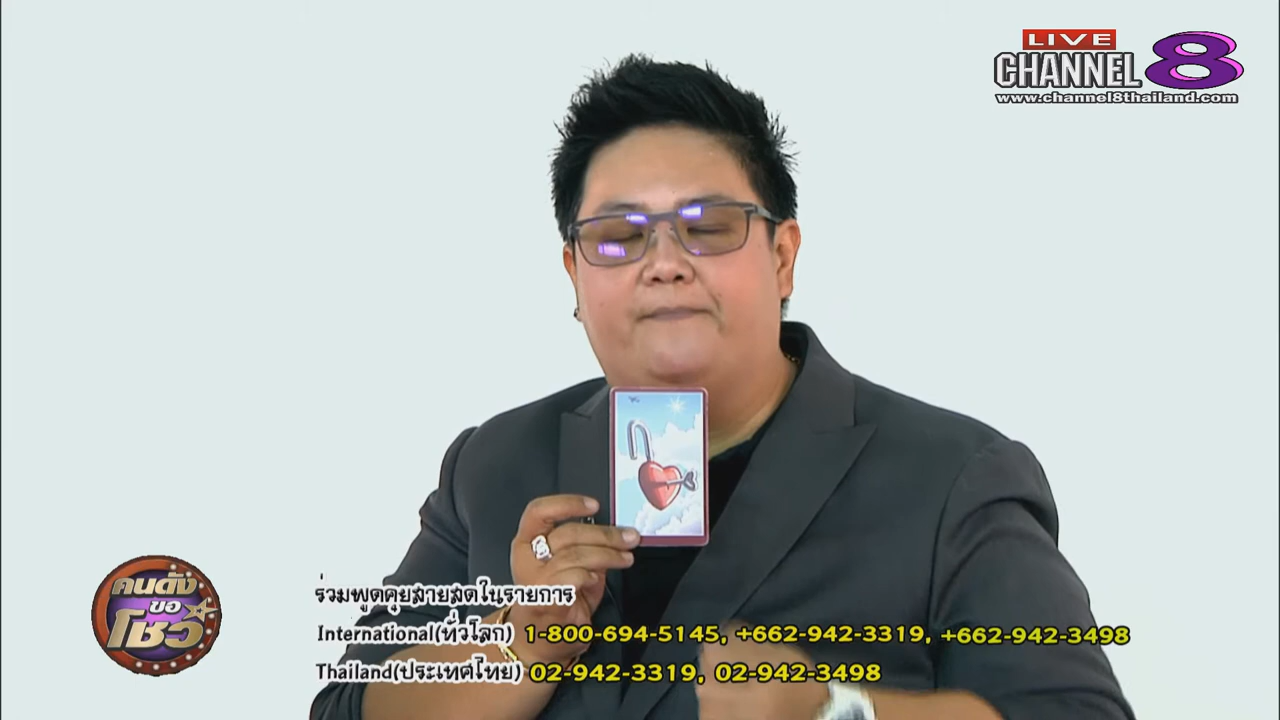 LIVE
CHANNEL 8
www.channel8thailand.com
คนดัง
ขอ
โชว์
ร่วมพูดคุยสายสดในรายการ
International(ทั่วโลก) 1-800-694-5145, +662-942-3319, +662-942-3498
Thailand(ประเทศไทย) 02-942-3319, 02-942-3498